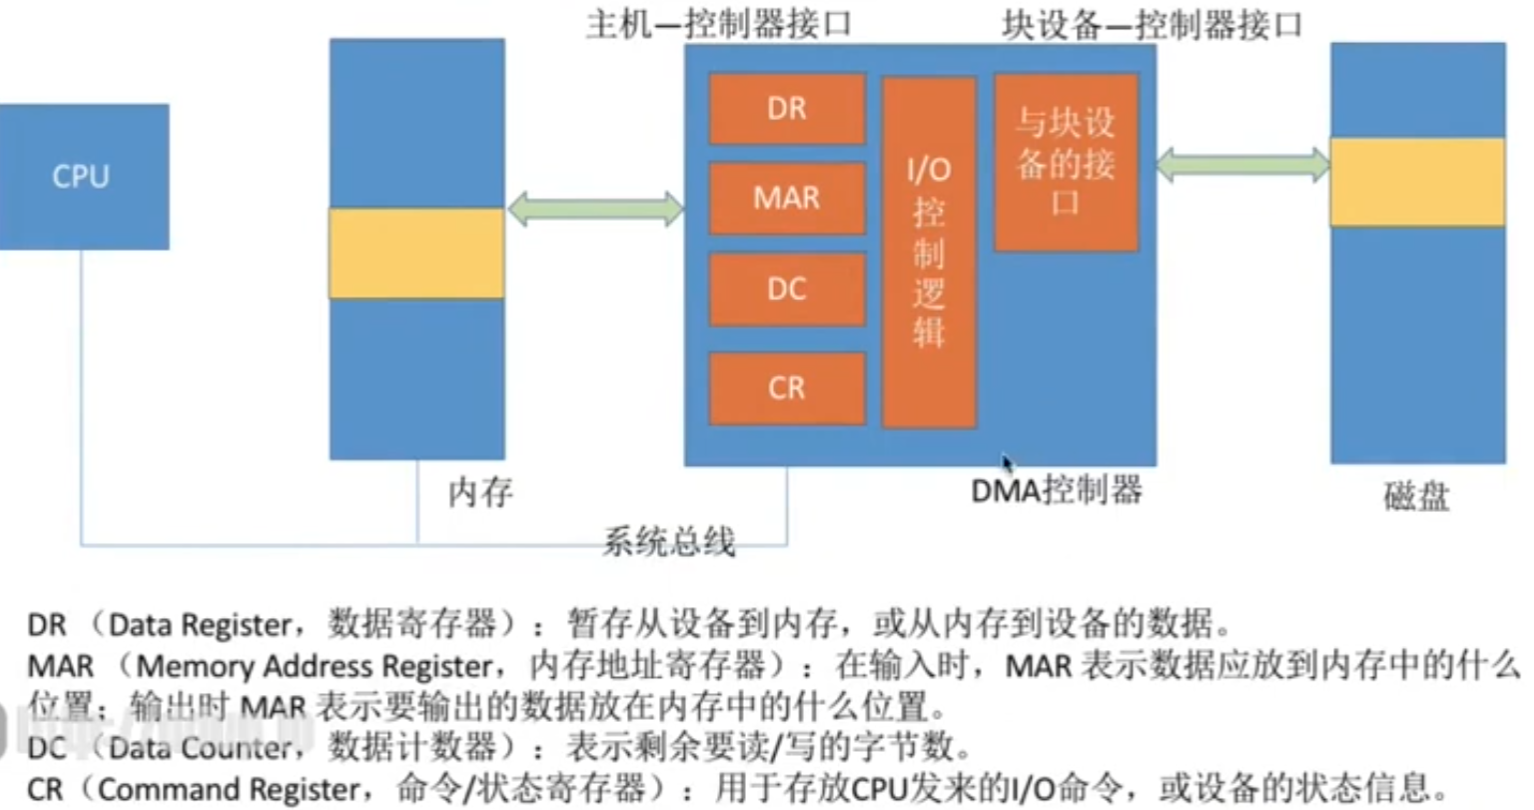 主机—控制器接口
块设备—控制器接口
CPU
DR
MAR
DC
CR
I/O
控
制
逻
辑
与块设
备的接
口
内存
DMA控制器
磁盘
系统总线
DR （Data Register，数据寄存器）：暂存从设备到内存，或从内存到设备的数据。
MAR （Memory Address Register，内存地址寄存器）：在输入时，MAR 表示数据应放到内存中的什么
位置；输出时 MAR 表示要输出的数据放在内存中的什么位置。
DC （Data Counter，数据计数器）：表示剩余要读/写的字节数。
CR（Command Register，命令/状态寄存器）：用于存放CPU发来的I/O命令，或设备的状态信息。